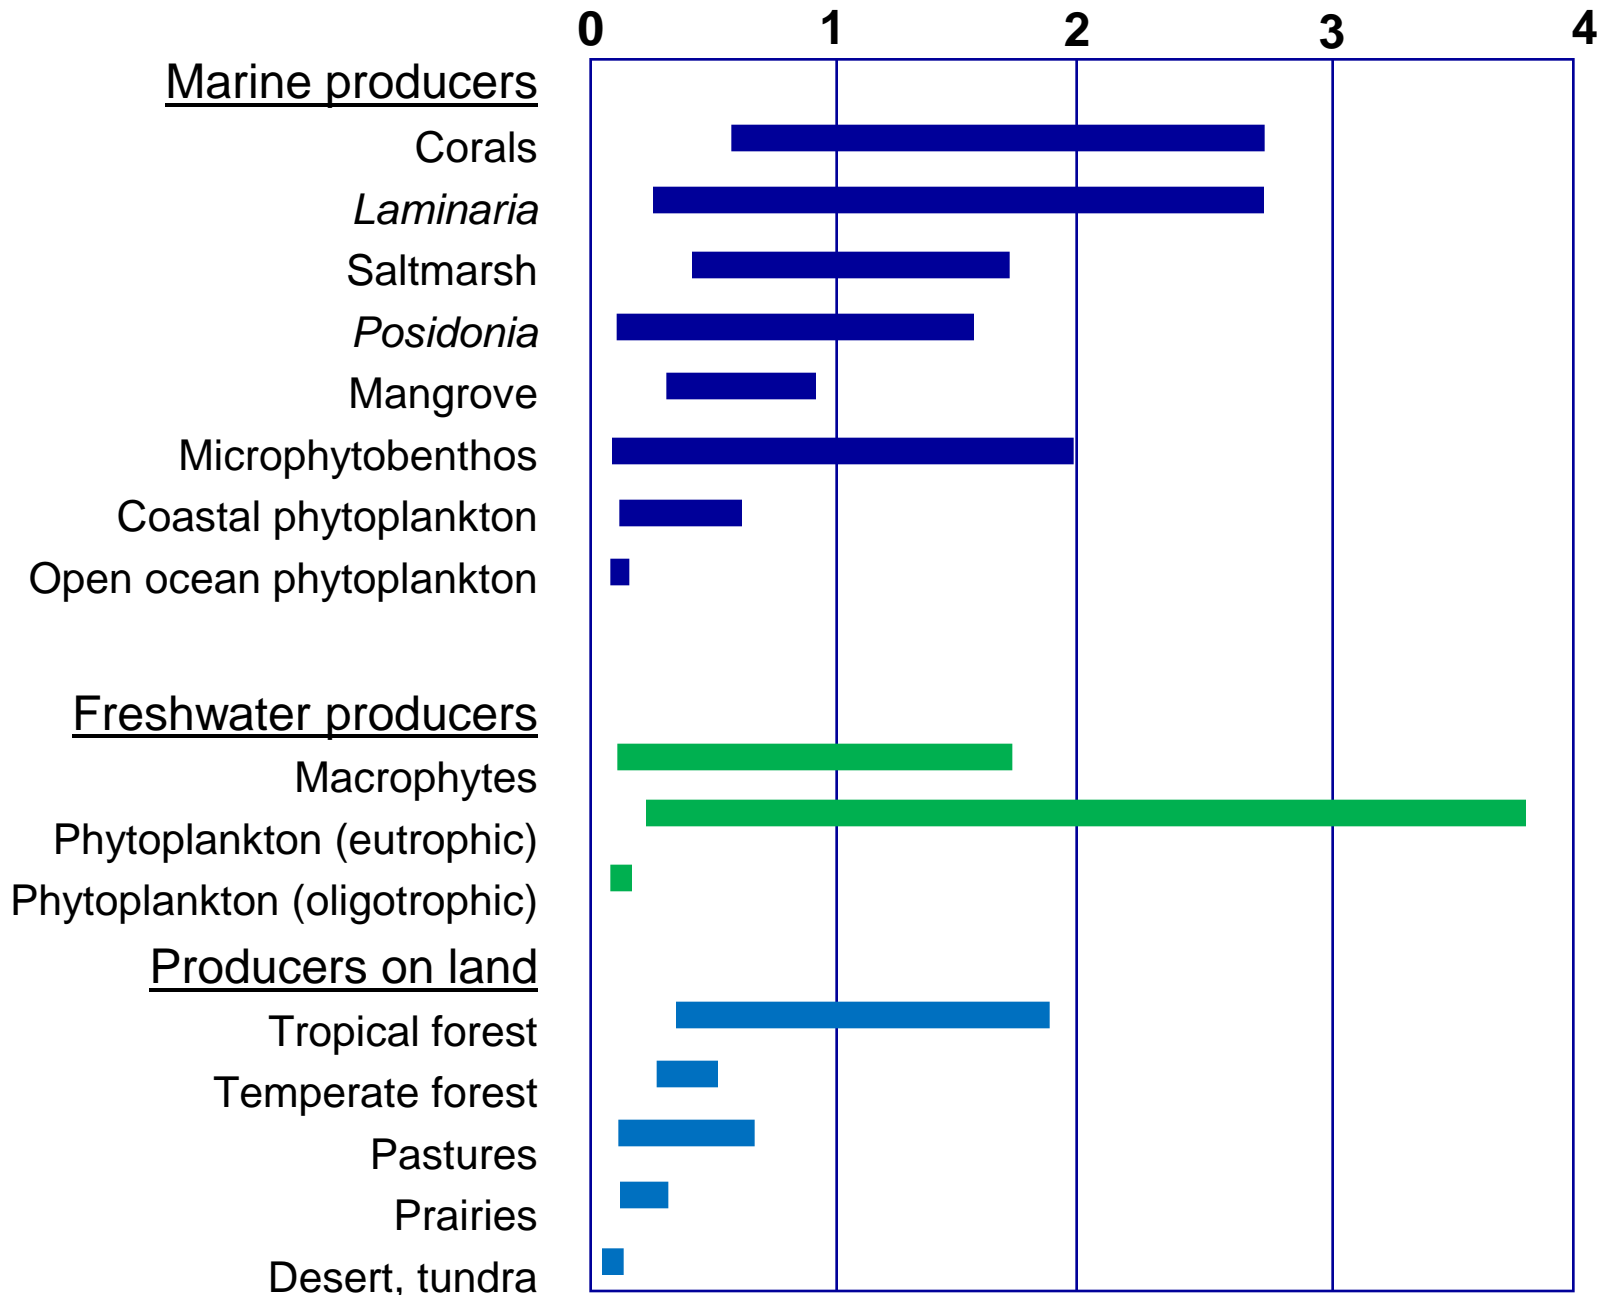 0 1 2 3 4
Marine producers
Corals
Laminaria
Saltmarsh
Posidonia
Mangrove
Microphytobenthos
Coastal phytoplankton
Open ocean phytoplankton
Freshwater producers
Macrophytes
Phytoplankton (eutrophic)
Phytoplankton (oligotrophic)
Producers on land
Tropical forest
Temperate forest
Pastures
Prairies
Desert, tundra